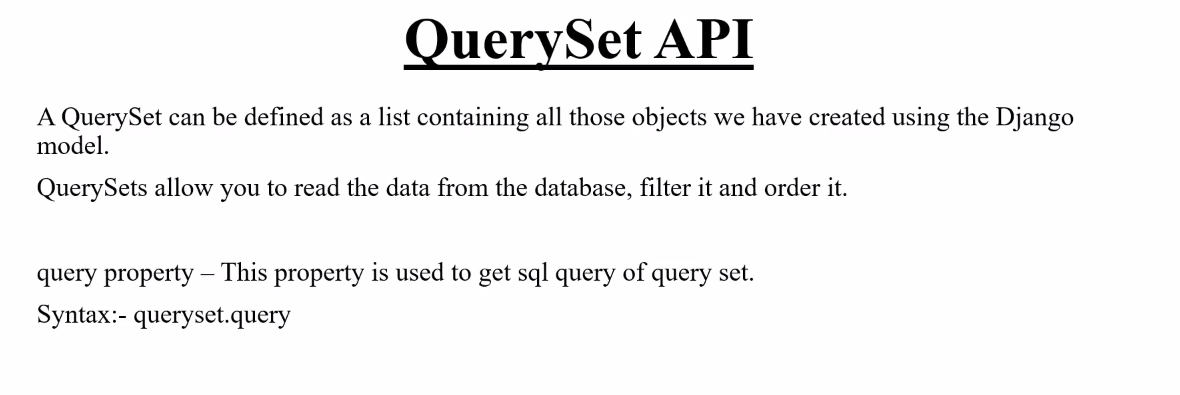 QuerySet API
A QuerySet can be defined as a list containing all those objects we have created using the Django
model.
QuerySets allow you to read the data from the database, filter it and order it.
query property – This property is used to get sql query of query set.
Syntax:- queryset.query